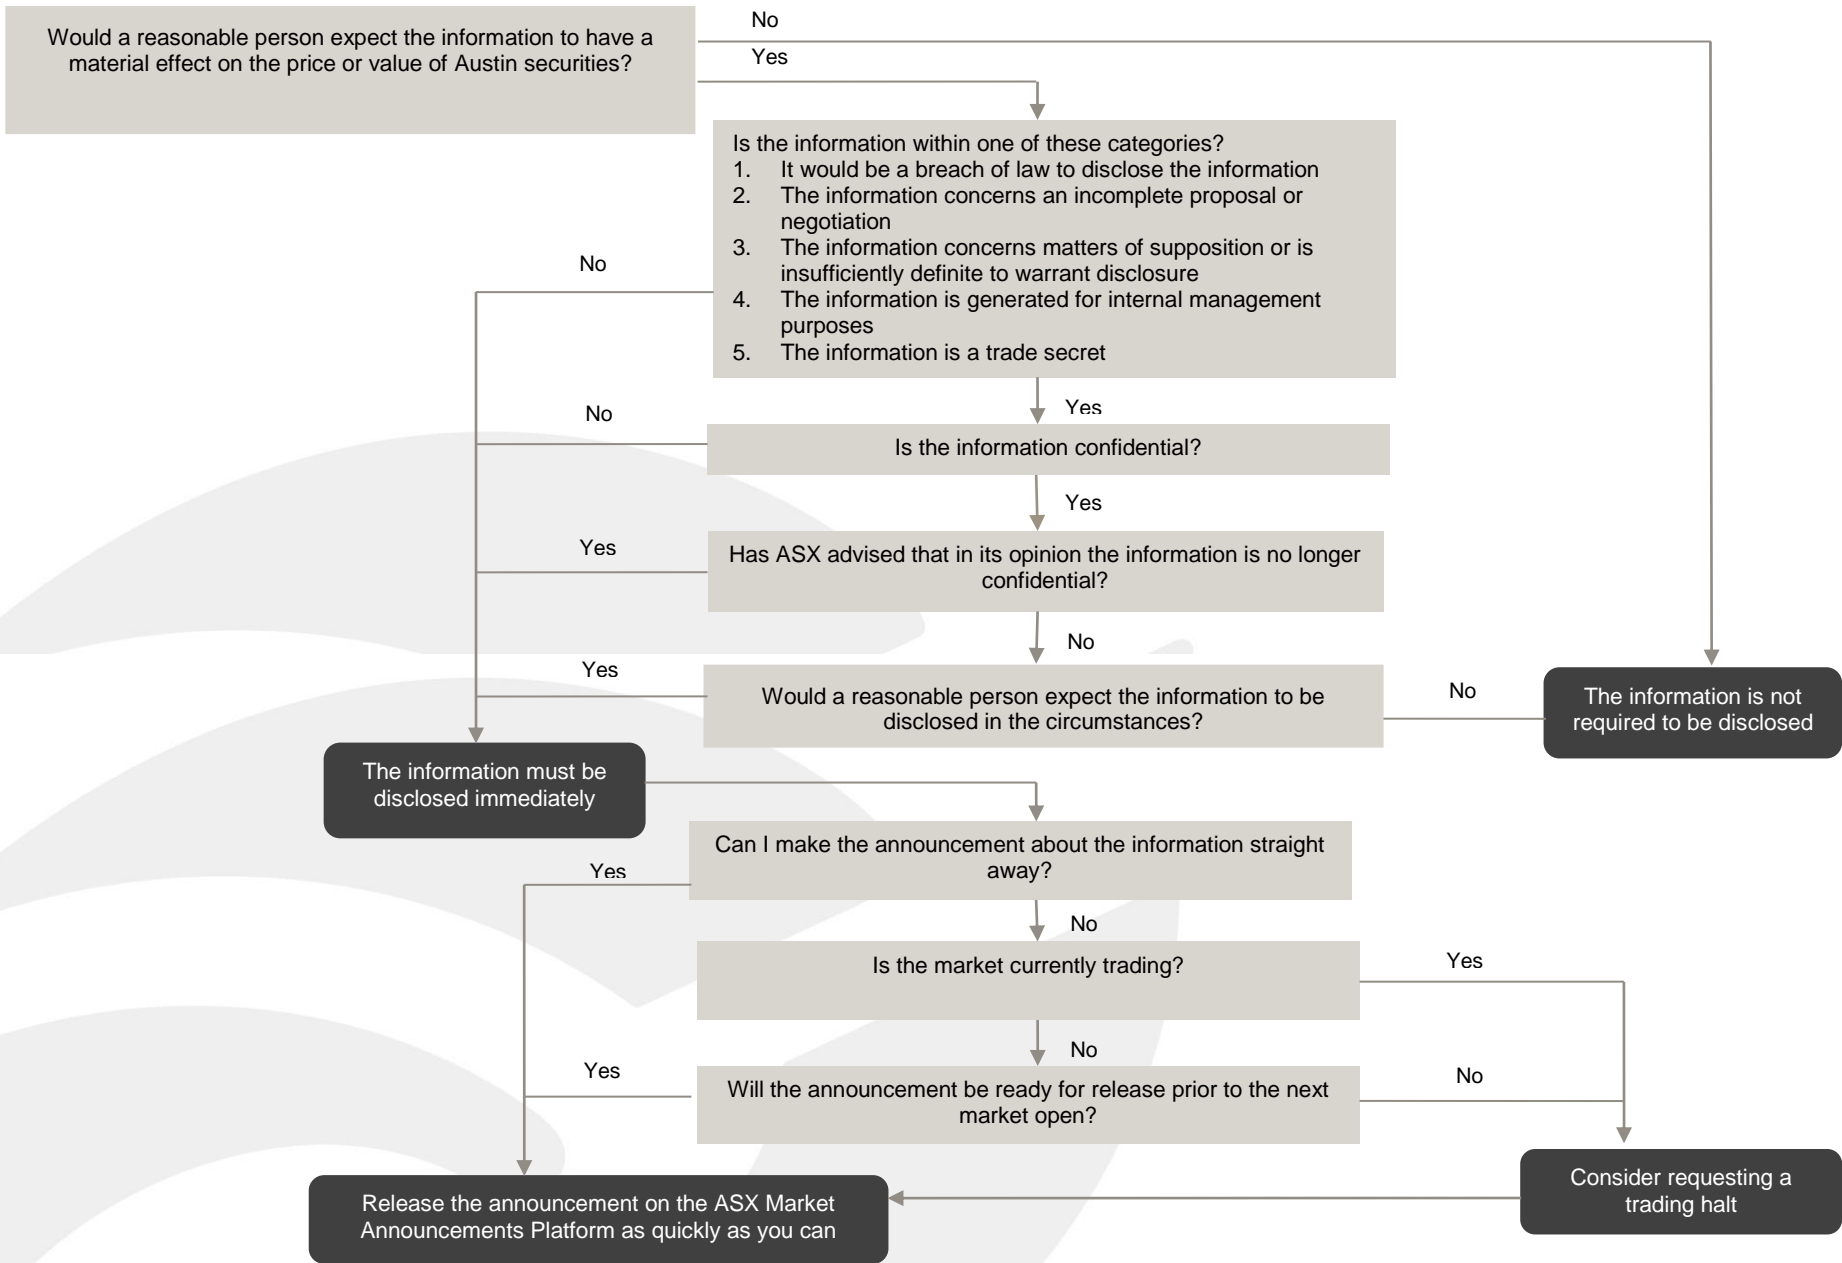 No
Would a reasonable person expect the information to have a
material effect on the price or value of Austin securities?
Yes
Is the information within one of these categories?
1. It would be a breach of law to disclose the information
2. The information concerns an incomplete proposal or
negotiation
3. The information concerns matters of supposition or is
insufficiently definite to warrant disclosure
4. The information is generated for internal management
purposes
5. The information is a trade secret
No
Yes
No
Is the information confidential?
Yes
Yes
Has ASX advised that in its opinion the information is no longer
confidential?
No
Yes
Would a reasonable person expect the information to be
disclosed in the circumstances?
No
The information is not
required to be disclosed
The information must be
disclosed immediately
Can I make the announcement about the information straight
away?
Yes
No
Is the market currently trading?
Yes
No
Yes
Will the announcement be ready for release prior to the next
market open?
No
Consider requesting a
trading halt
Release the announcement on the ASX Market
Announcements Platform as quickly as you can